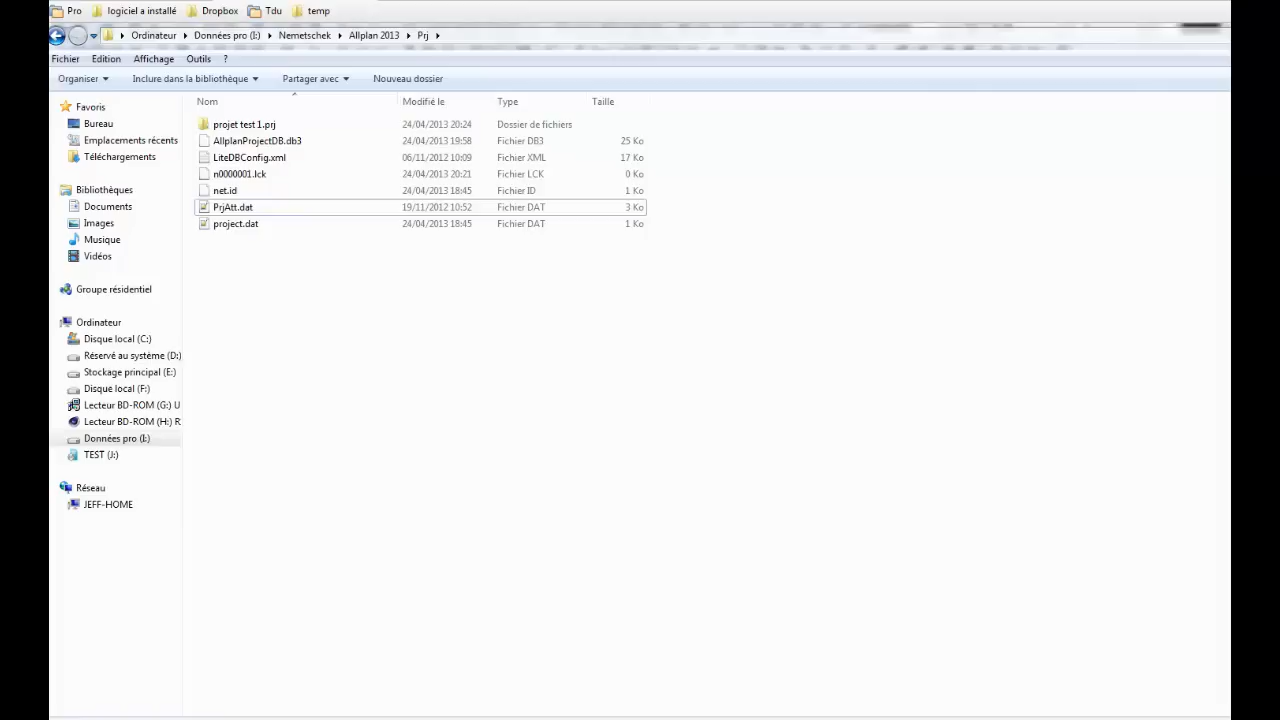 Pro logiciel a installé Dropbox Tdu temp
Ordinateur Données pro (I:) Nemetschek Allplan 2013 Prj
Fichier Edition Affichage Outils ?
Organiser Inclure dans la bibliothèque Partager avec Nouveau dossier
Nom Modifié le Type Taille
Favoris
Bureau
Emplacements récents
Téléchargements
Bibliothèques
Documents
Images
Musique
Vidéos
Groupe résidentiel
Ordinateur
Disque local (C:)
Réservé au système (D:)
Stockage principal (E:)
Disque local (F:)
Lecteur BD-ROM (G:) U
Lecteur BD-ROM (H:) R
Données pro (I:)
TEST (J:)
Réseau
JEFF-HOME
projet test 1.prj 24/04/2013 20:24 Dossier de fichiers
AllplanProjectDB.db3 24/04/2013 19:58 Fichier DB3 25 Ko
LiteDBConfig.xml 06/11/2012 10:09 Fichier XML 17 Ko
n0000001.lck 24/04/2013 20:21 Fichier LCK 0 Ko
net.id 24/04/2013 18:45 Fichier ID 1 Ko
PrjAtt.dat 19/11/2012 10:52 Fichier DAT 3 Ko
project.dat 24/04/2013 18:45 Fichier DAT 1 Ko